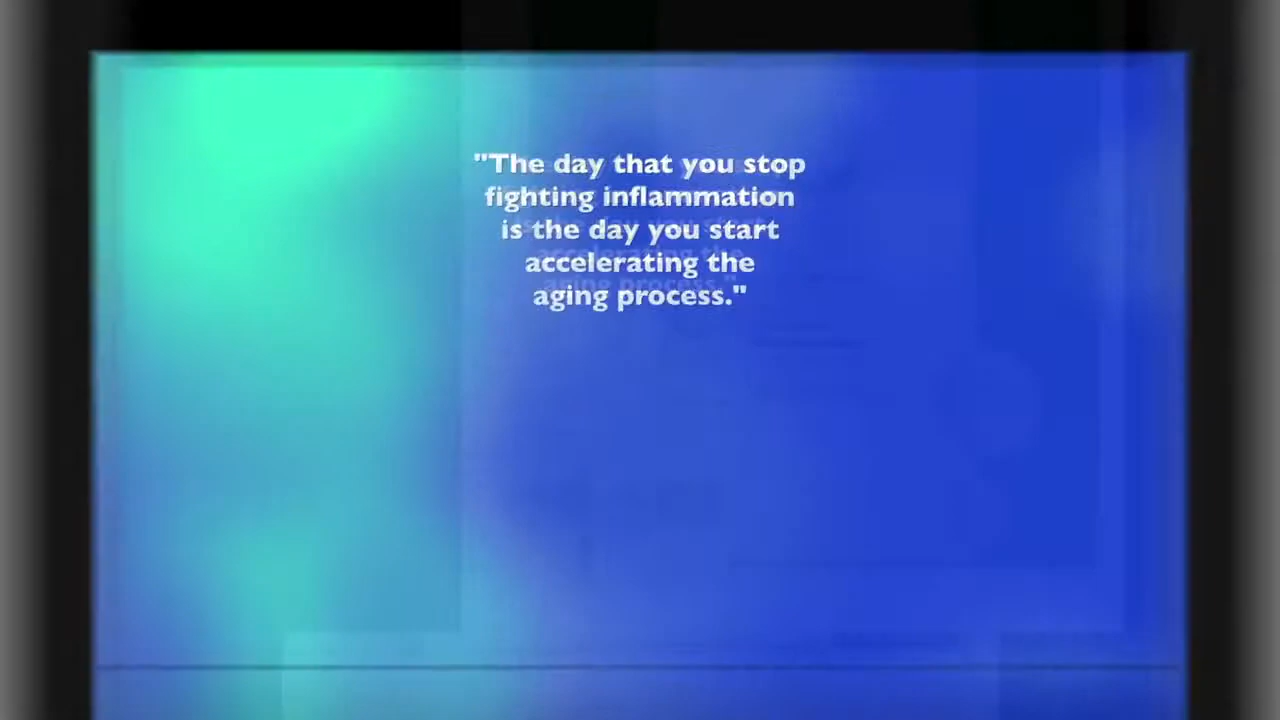 "The day that you stop
fighting inflammation
is the day you start
accelerating the
aging process."